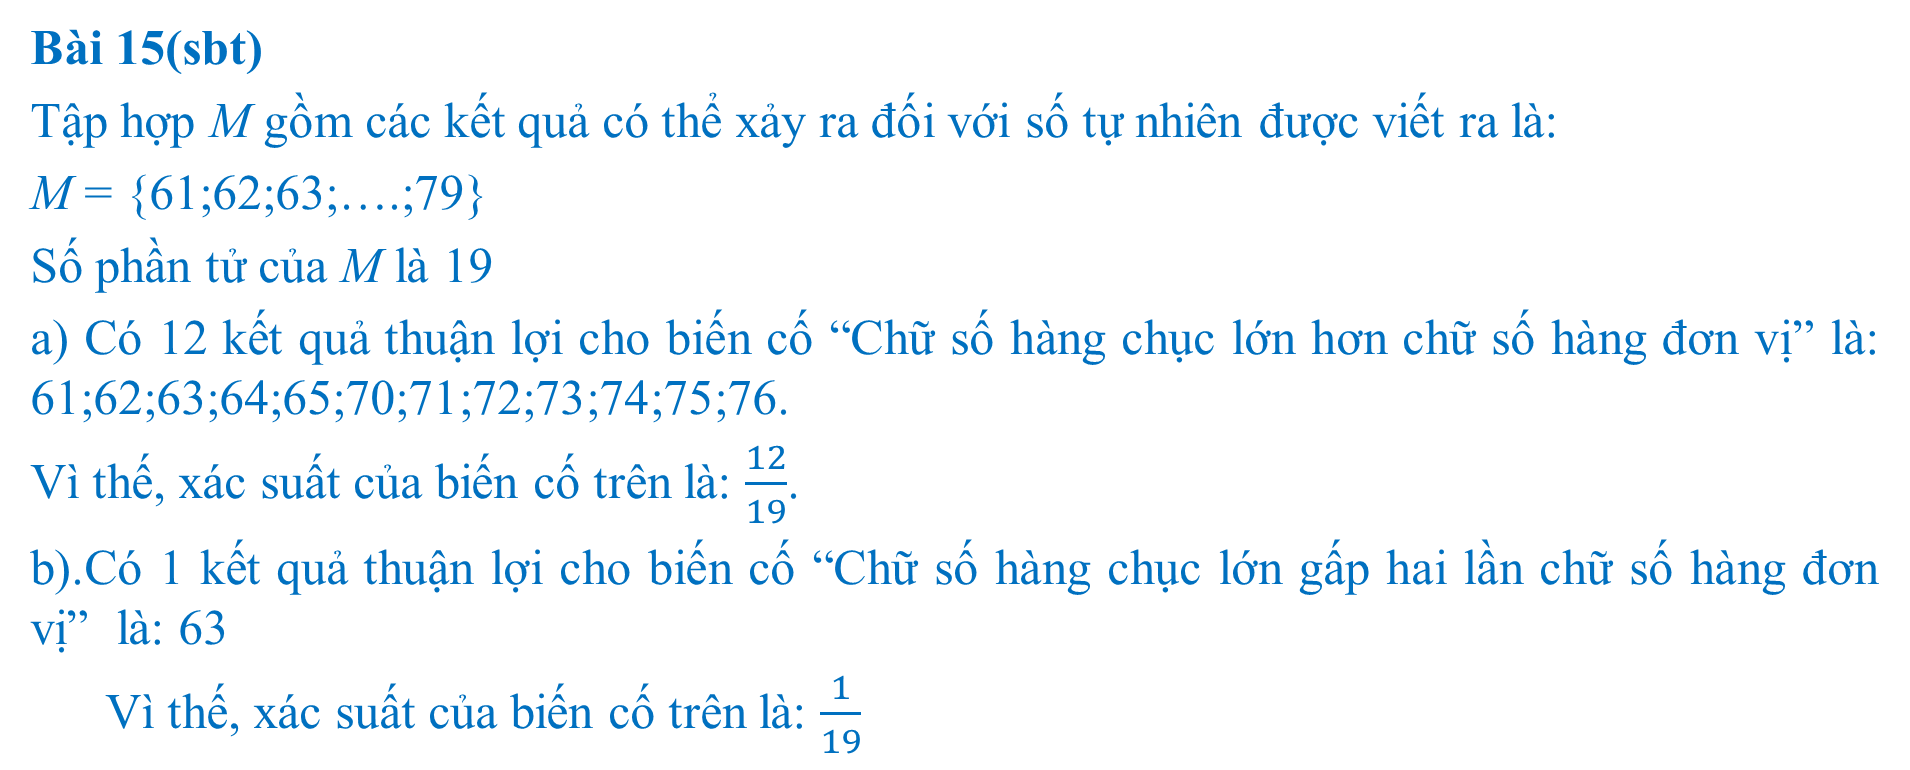 Bài 15(sbt)
Tập hợp M gồm các kết quả có thể xảy ra đối với số tự nhiên được viết ra là:
M = {61;62;63;….;79}
Số phần tử của M là 19
a) Có 12 kết quả thuận lợi cho biến cố “Chữ số hàng chục lớn hơn chữ số hàng đơn vị” là:
61;62;63;64;65;70;71;72;73;74;75;76.
Vì thế, xác suất của biến cố trên là: 12/19.
b).Có 1 kết quả thuận lợi cho biến cố “Chữ số hàng chục lớn gấp hai lần chữ số hàng đơn
vị” là: 63
Vì thế, xác suất của biến cố trên là: 1/19